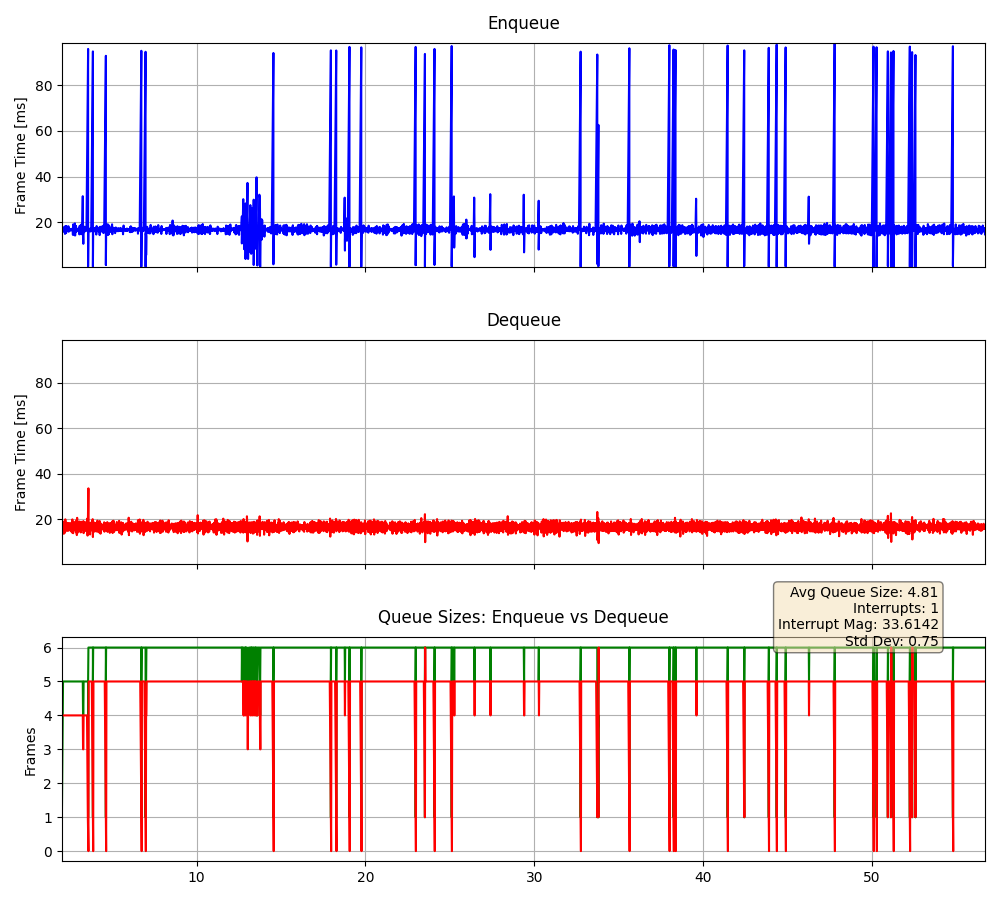 Enqueue
Frame Time [ms]
80
60
40
20
Dequeue
Frame Time [ms]
80
60
40
20
Avg Queue Size: 4.81
Interrupts: 1
Interrupt Mag: 33.6142
Std Dev: 0.75
Queue Sizes: Enqueue vs Dequeue
Frames
6
5
4
3
2
1
0
10 20 30 40 50